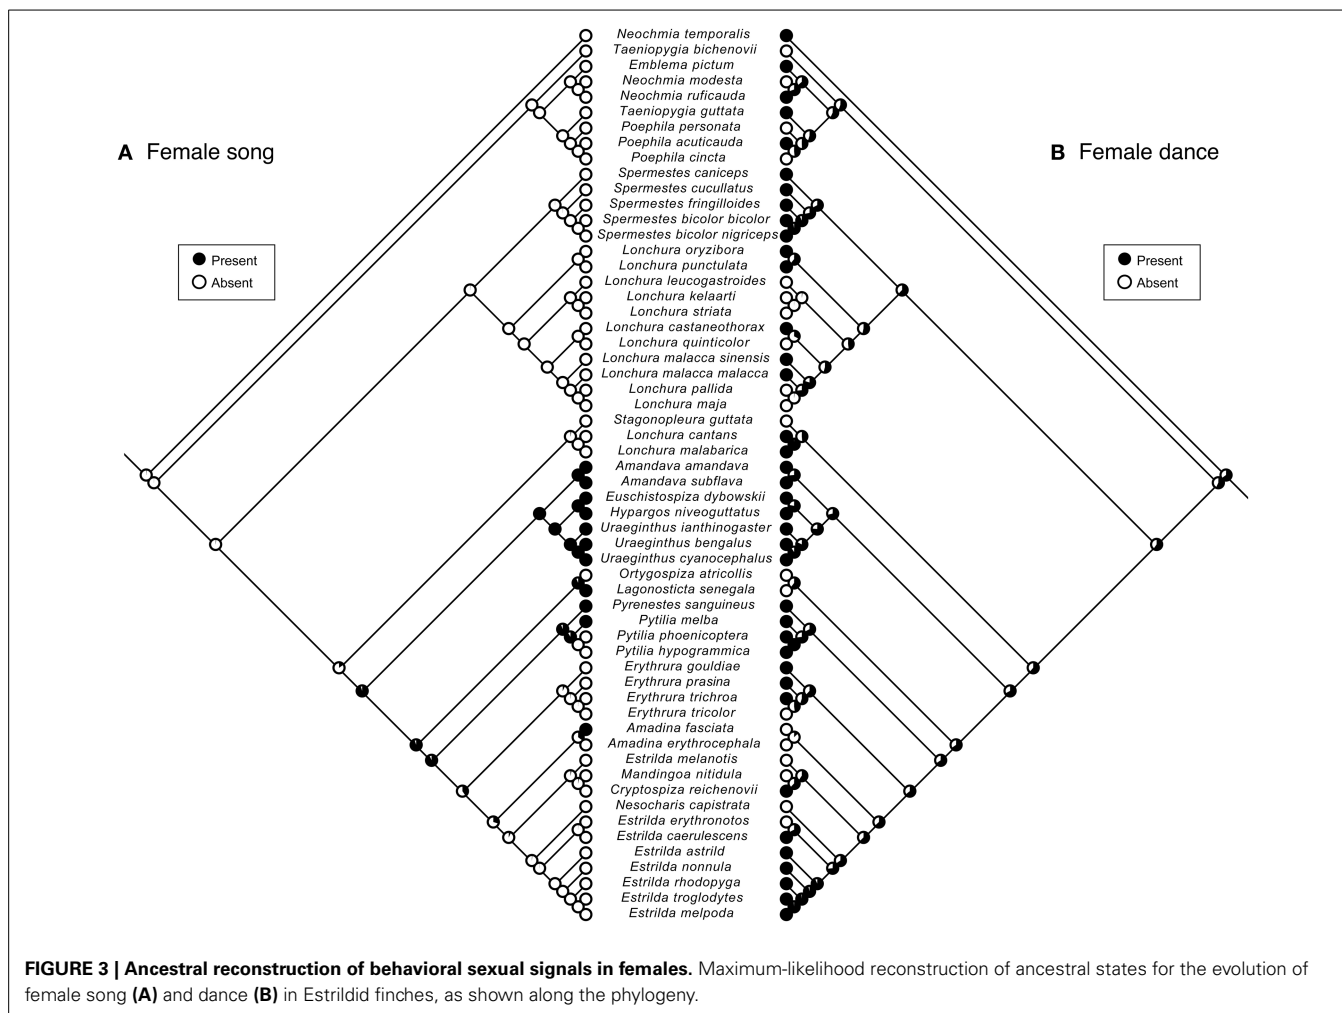 A Female song
Present
Absent
Neochmia temporalis
Taeniopygia bichenovii
Emblema pictum
Neochmia modesta
Neochmia ruficauda
Taeniopygia guttata
Poephila personata
Poephila acuticauda
Poephila cincta
Spermestes caniceps
Spermestes cucullatus
Spermestes fringilloides
Spermestes bicolor bicolor
Spermestes bicolor nigriceps
Lonchura oryzibora
Lonchura punctulata
Lonchura leucogastroides
Lonchura kelaarti
Lonchura striata
Lonchura castaneothorax
Lonchura quinticolor
Lonchura malacca sinensis
Lonchura malacca malacca
Lonchura pallida
Lonchura maja
Stagonopleura guttata
Lonchura cantans
Lonchura malabarica
Amandava amandava
Amandava subflava
Euschistospiza dybowskii
Hypargos niveoguttatus
Uraeginthus ianthinogaster
Uraeginthus bengalus
Uraeginthus cyanocephalus
Ortygospiza atricollis
Lagonosticta senegala
Pyrenestes sanguineus
Pytilia melba
Pytilia phoenicoptera
Pytilia hypogrammica
Erythrura gouldiae
Erythrura prasina
Erythrura trichroa
Erythrura tricolor
Amadina fasciata
Amadina erythrocephala
Estrilda melanotis
Mandingoa nitidula
Cryptospiza reichenovii
Nesocharis capistrata
Estrilda erythronotos
Estrilda caerulescens
Estrilda astrild
Estrilda nonnula
Estrilda rhodopyga
Estrilda troglodytes
Estrilda melpoda
B Female dance
Present
Absent
FIGURE 3 | Ancestral reconstruction of behavioral sexual signals in females. Maximum-likelihood reconstruction of ancestral states for the evolution of
female song (A) and dance (B) in Estrildid finches, as shown along the phylogeny.